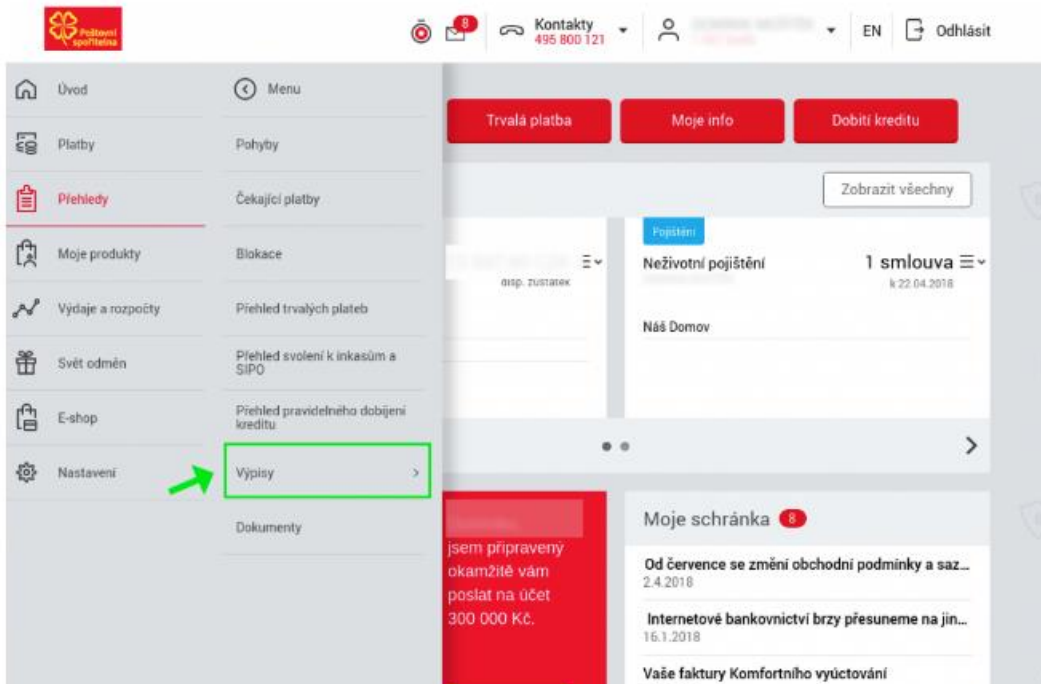 Poštovní
spořitelna
8
Kontakty
495 800 121
EN
Odhlásit
Úvod
Platby
Přehledy
Moje produkty
Výdaje a rozpočty
Svět odměn
E-shop
Nastavení
Menu
Pohyby
Čekající platby
Blokace
Přehled trvalých plateb
Přehled svolení k inkasům a
SIPO
Přehled pravidelného dobíjení
kreditu
Výpisy
Dokumenty
Trvalá platba
Moje info
Dobití kreditu
Zobrazit všechny
disp. zůstatek
Pojištění
Neživotní pojištění
1 smlouva
k 22.04.2018
Náš Domov
jsem připravený
okamžitě vám
poslat na účet
300 000 Kč.
Moje schránka 8
Od července se změní obchodní podmínky a saz...
2.4.2018
Internetové bankovnictví brzy přesuneme na jin...
16.1.2018
Vaše faktury Komfortního vyúčtování